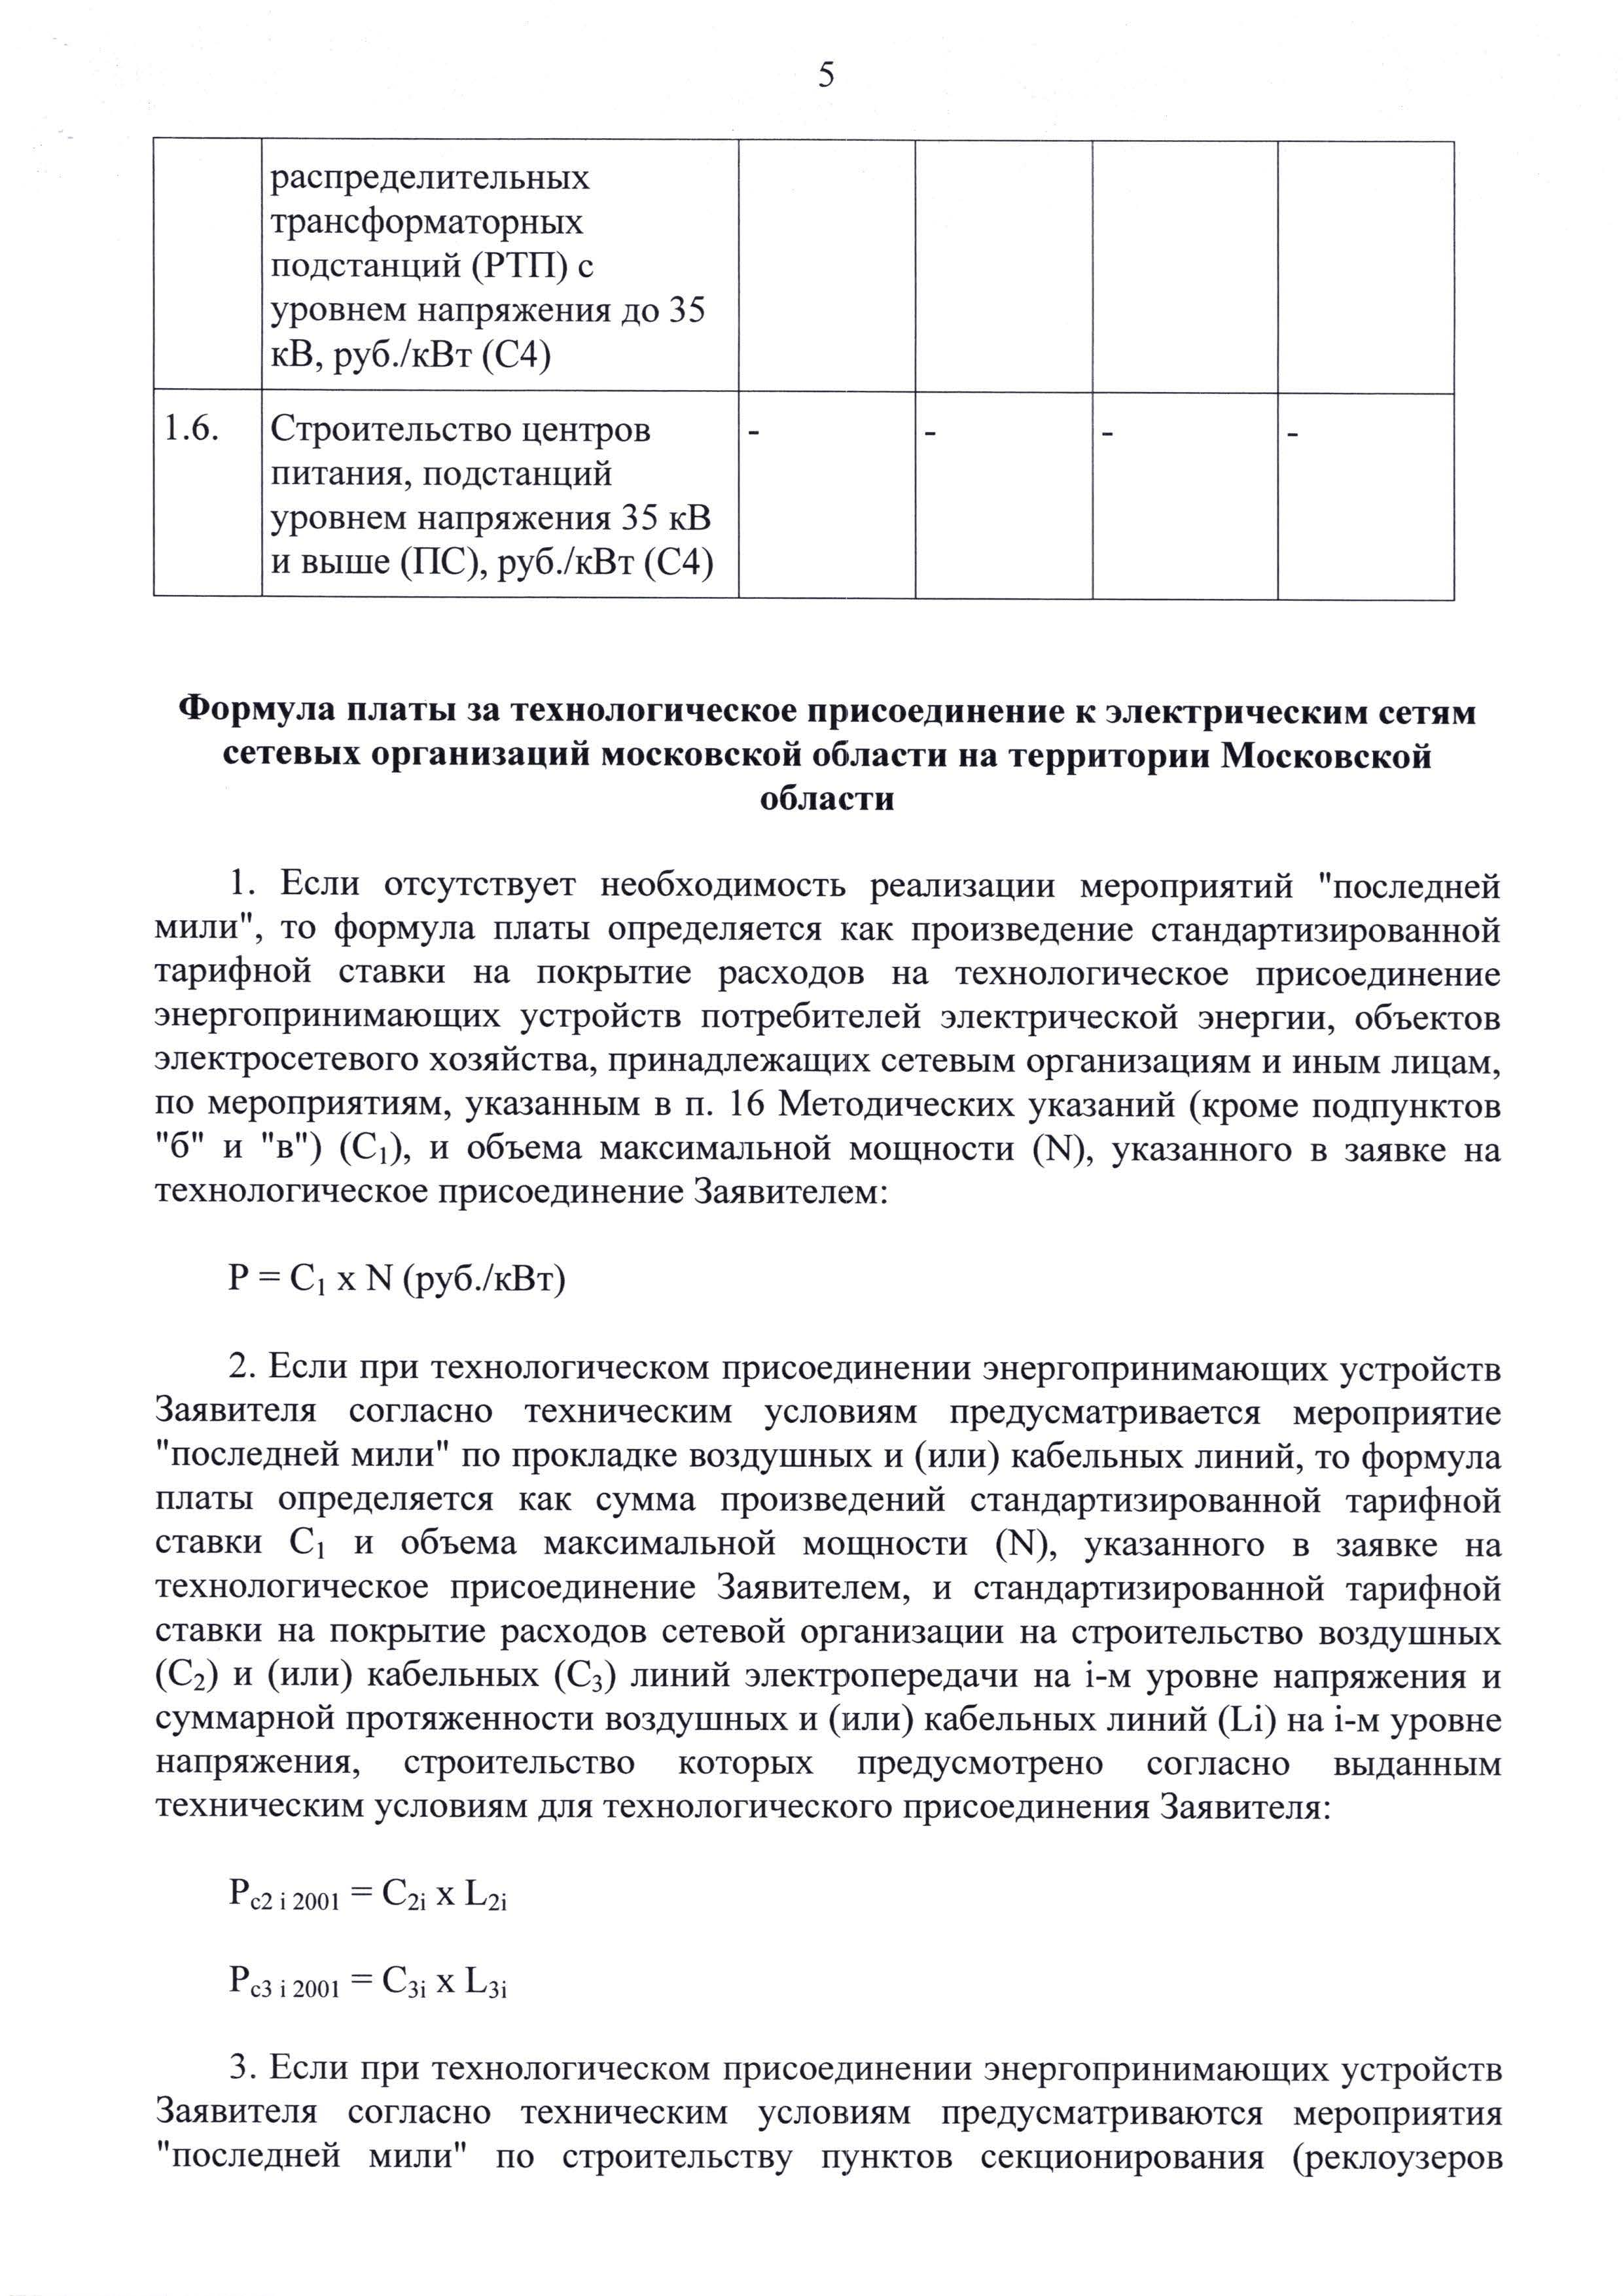 5
распределительных
трансформаторных
подстанций (РТП) с
уровнем напряжения до 35
кВ, руб./кВт (С4)
1.6. Строительство центров - - - -
питания, подстанций
уровнем напряжения 35 кВ
и выше (ПС), руб./кВт (С4)
Формула платы за технологическое присоединение к электрическим сетям
сетевых организаций московской области на территории Московской
области
1. Если отсутствует необходимость реализации мероприятий "последней
мили", то формула платы определяется как произведение стандартизированной
тарифной ставки на покрытие расходов на технологическое присоединение
энергопринимающих устройств потребителей электрической энергии, объектов
электросетевого хозяйства, принадлежащих сетевым организациям и иным лицам,
по мероприятиям, указанным в п. 16 Методических указаний (кроме подпунктов
"б" и "в") (С₁), и объема максимальной мощности (N), указанного в заявке на
технологическое присоединение Заявителем:
Р = С₁ х N (руб./кВт)
2. Если при технологическом присоединении энергопринимающих устройств
Заявителя согласно техническим условиям предусматривается мероприятие
"последней мили" по прокладке воздушных и (или) кабельных линий, то формула
платы определяется как сумма произведений стандартизированной тарифной
ставки С₁ и объема максимальной мощности (N), указанного в заявке на
технологическое присоединение Заявителем, и стандартизированной тарифной
ставки на покрытие расходов сетевой организации на строительство воздушных
(С₂) и (или) кабельных (С₃) линий электропередачи на i-м уровне напряжения и
суммарной протяженности воздушных и (или) кабельных линий (Li) на i-м уровне
напряжения, строительство которых предусмотрено согласно выданным
техническим условиям для технологического присоединения Заявителя:
Рс2 i 2001 = С2i х L2i
Рс3 i 2001 = С3i х L3i
3. Если при технологическом присоединении энергопринимающих устройств
Заявителя согласно техническим условиям предусматриваются мероприятия
"последней мили" по строительству пунктов секционирования (реклоузеров